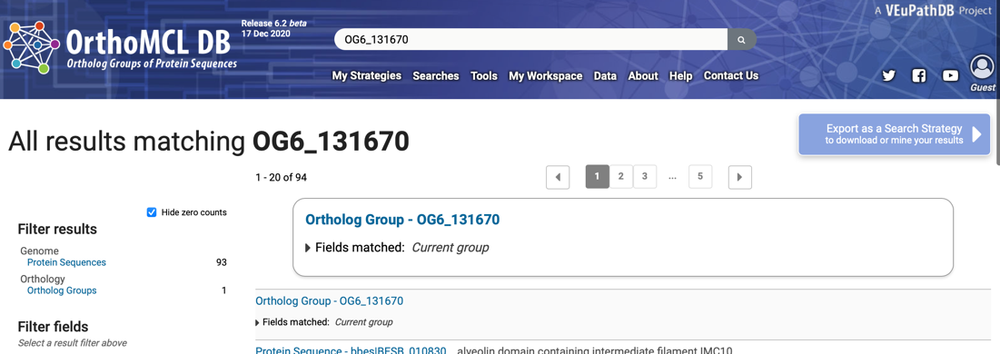 A VEuPathDB Project
OrthoMCL DB
Ortholog Groups of Protein Sequences
Release 6.2 beta
17 Dec 2020
OG6_131670
My Strategies Searches Tools My Workspace Data About Help Contact Us
Guest
All results matching OG6_131670
Export as a Search Strategy
to download or mine your results
1 - 20 of 94
1 2 3 ... 5
Hide zero counts
Filter results
Genome
Protein Sequences 93
Orthology
Ortholog Groups 1
Filter fields
Select a result filter above
Ortholog Group - OG6_131670
Fields matched: Current group
Ortholog Group - OG6_131670
Fields matched: Current group
Protein Sequence - bbes|BESB_010830 alveolin domain containing intermediate filament IMC10